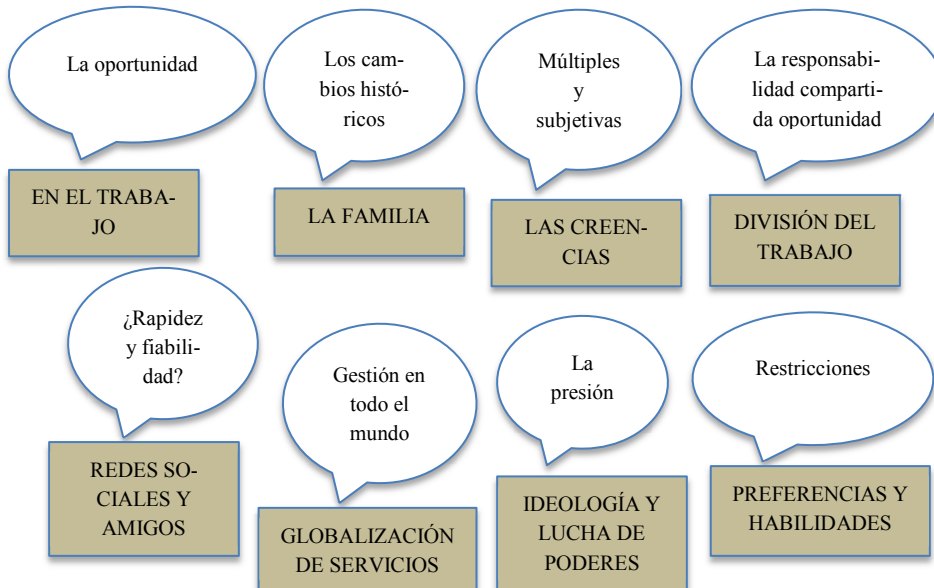 La oportunidad
EN EL TRABA-
JO
Los cam-
bios histó-
ricos
LA FAMILIA
Múltiples
y
subjetivas
LAS CREEN-
CIAS
La responsabi-
lidad comparti-
da oportunidad
DIVISIÓN DEL
TRABAJO
¿Rapidez
y fiabili-
dad?
REDES SO-
CIALES Y
AMIGOS
Gestión en
todo el
mundo
GLOBALIZACIÓN
DE SERVICIOS
La
presión
IDEOLOGÍA Y
LUCHA DE
PODERES
Restricciones
PREFERENCIAS Y
HABILIDADES